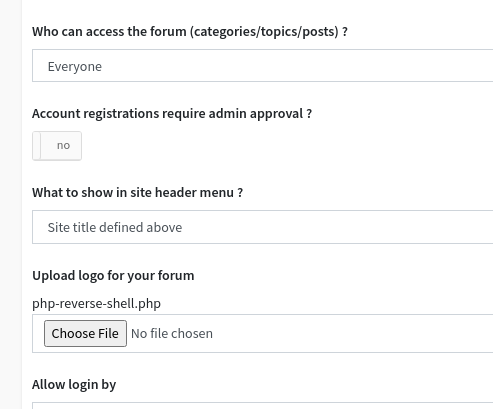 Who can access the forum (categories/topics/posts) ?
Everyone
Account registrations require admin approval ?
no
What to show in site header menu ?
Site title defined above
Upload logo for your forum
php-reverse-shell.php
Choose File No file chosen
Allow login by